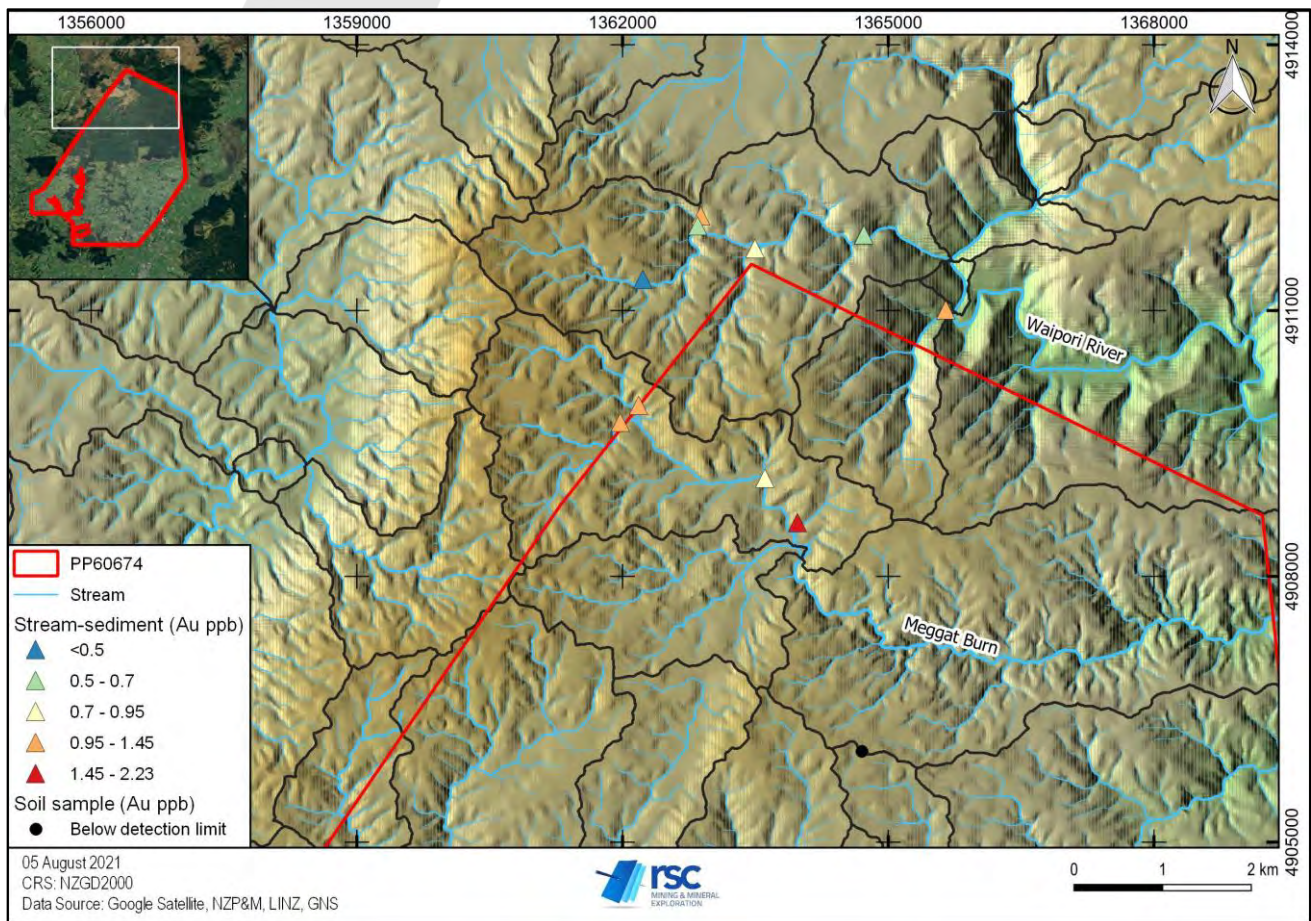 1356000
1359000
1362000
1365000
1368000
4914000
N
4911000
Waipori River
PP60674
Stream
Stream-sediment (Au ppb)
<0.5
0.5 - 0.7
0.7 - 0.95
0.95 - 1.45
1.45 - 2.23
Soil sample (Au ppb)
Below detection limit
4908000
Meggat Burn
4905000
05 August 2021
CRS: NZGD2000
Data Source: Google Satellite, NZP&M, LINZ, GNS
rsc
MINING & MINERAL
EXPLORATION
0 1 2 km